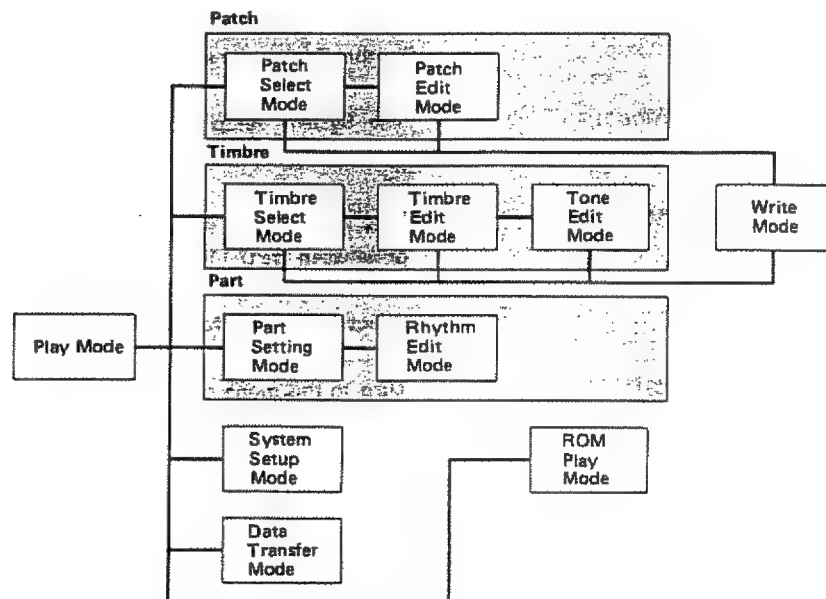 Patch
Patch
Select
Mode
Patch
Edit
Mode
Timbre
Timbre
Select
Mode
Timbre
Edit
Mode
Tone
Edit
Mode
Write
Mode
Part
Play Mode
Part
Setting
Mode
Rhythm
Edit
Mode
System
Setup
Mode
ROM
Play
Mode
Data
Transfer
Mode